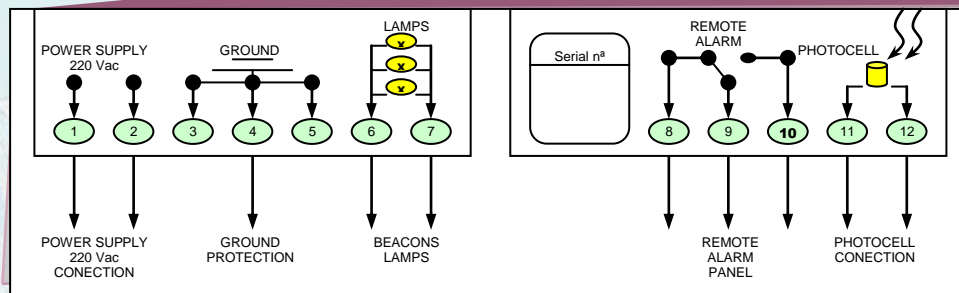 POWER SUPPLY
220 Vac
GROUND
LAMPS
x
x
x
1
2
3
4
5
6
7
POWER SUPPLY
220 Vac
CONECTION
GROUND
PROTECTION
BEACONS
LAMPS
Serial nª
REMOTE
ALARM
PHOTOCELL
8
9
10
11
12
REMOTE
ALARM
PANEL
PHOTOCELL
CONECTION